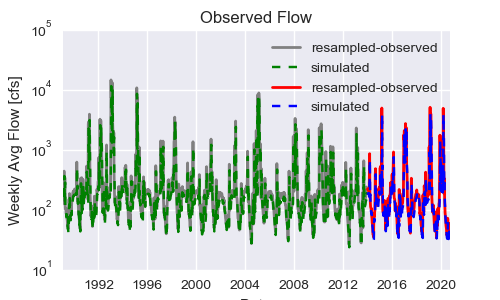 Observed Flow
10^5
10^4
10^3
10^2
10^1
Weekly Avg Flow [cfs]
resampled-observed
simulated
resampled-observed
simulated
1992 1996 2000 2004 2008 2012 2016 2020